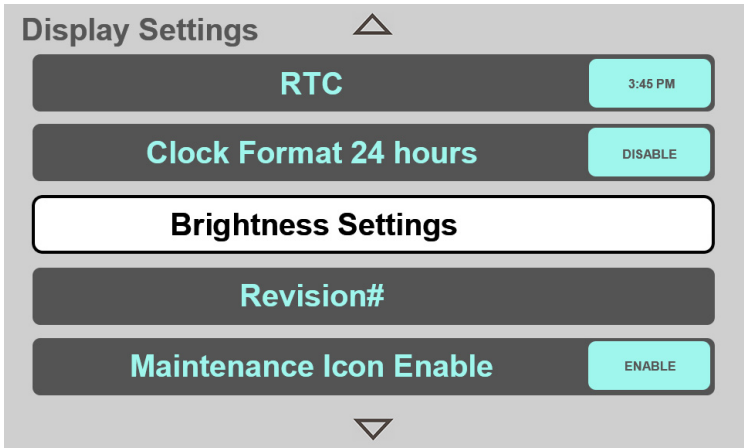 Display Settings
RTC 3:45 PM
Clock Format 24 hours DISABLE
Brightness Settings
Revision#
Maintenance Icon Enable ENABLE